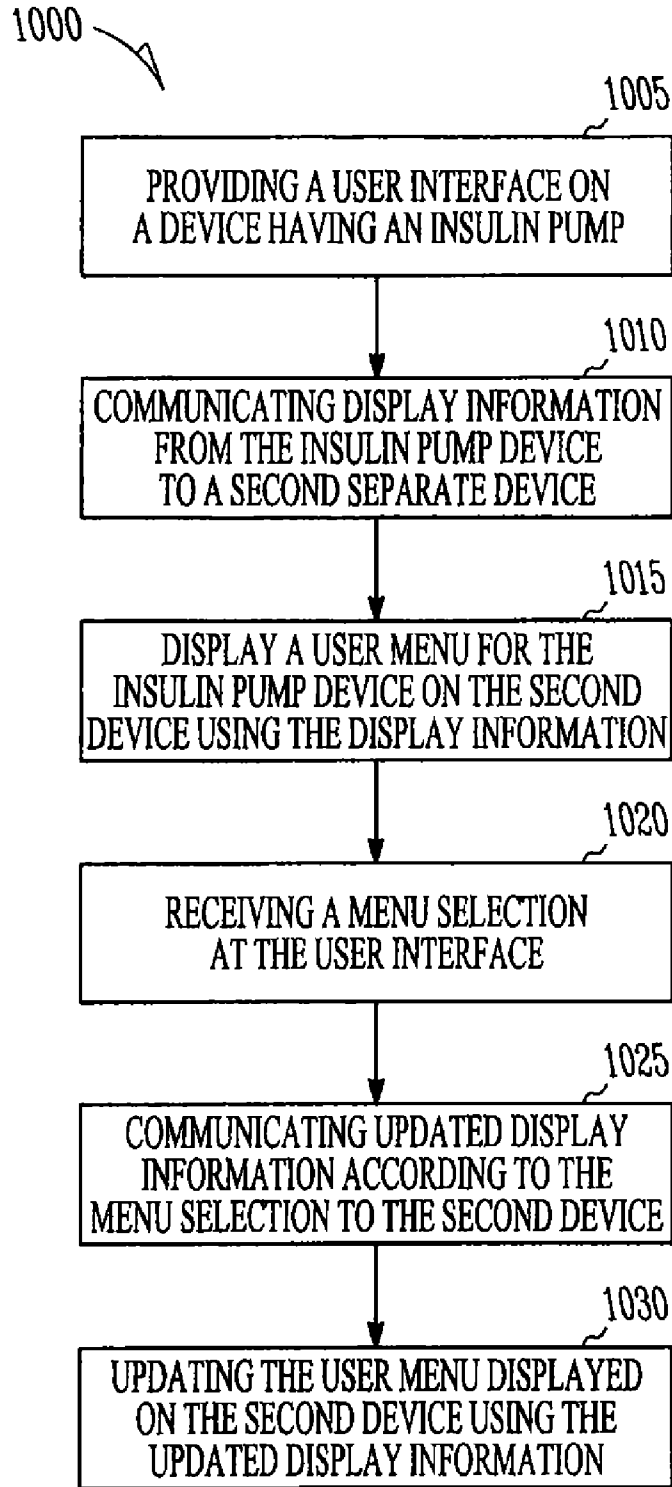 1000
1005
PROVIDING A USER INTERFACE ON
A DEVICE HAVING AN INSULIN PUMP
1010
COMMUNICATING DISPLAY INFORMATION
FROM THE INSULIN PUMP DEVICE
TO A SECOND SEPARATE DEVICE
1015
DISPLAY A USER MENU FOR THE
INSULIN PUMP DEVICE ON THE SECOND
DEVICE USING THE DISPLAY INFORMATION
1020
RECEIVING A MENU SELECTION
AT THE USER INTERFACE
1025
COMMUNICATING UPDATED DISPLAY
INFORMATION ACCORDING TO THE
MENU SELECTION TO THE SECOND DEVICE
1030
UPDATING THE USER MENU DISPLAYED
ON THE SECOND DEVICE USING THE
UPDATED DISPLAY INFORMATION